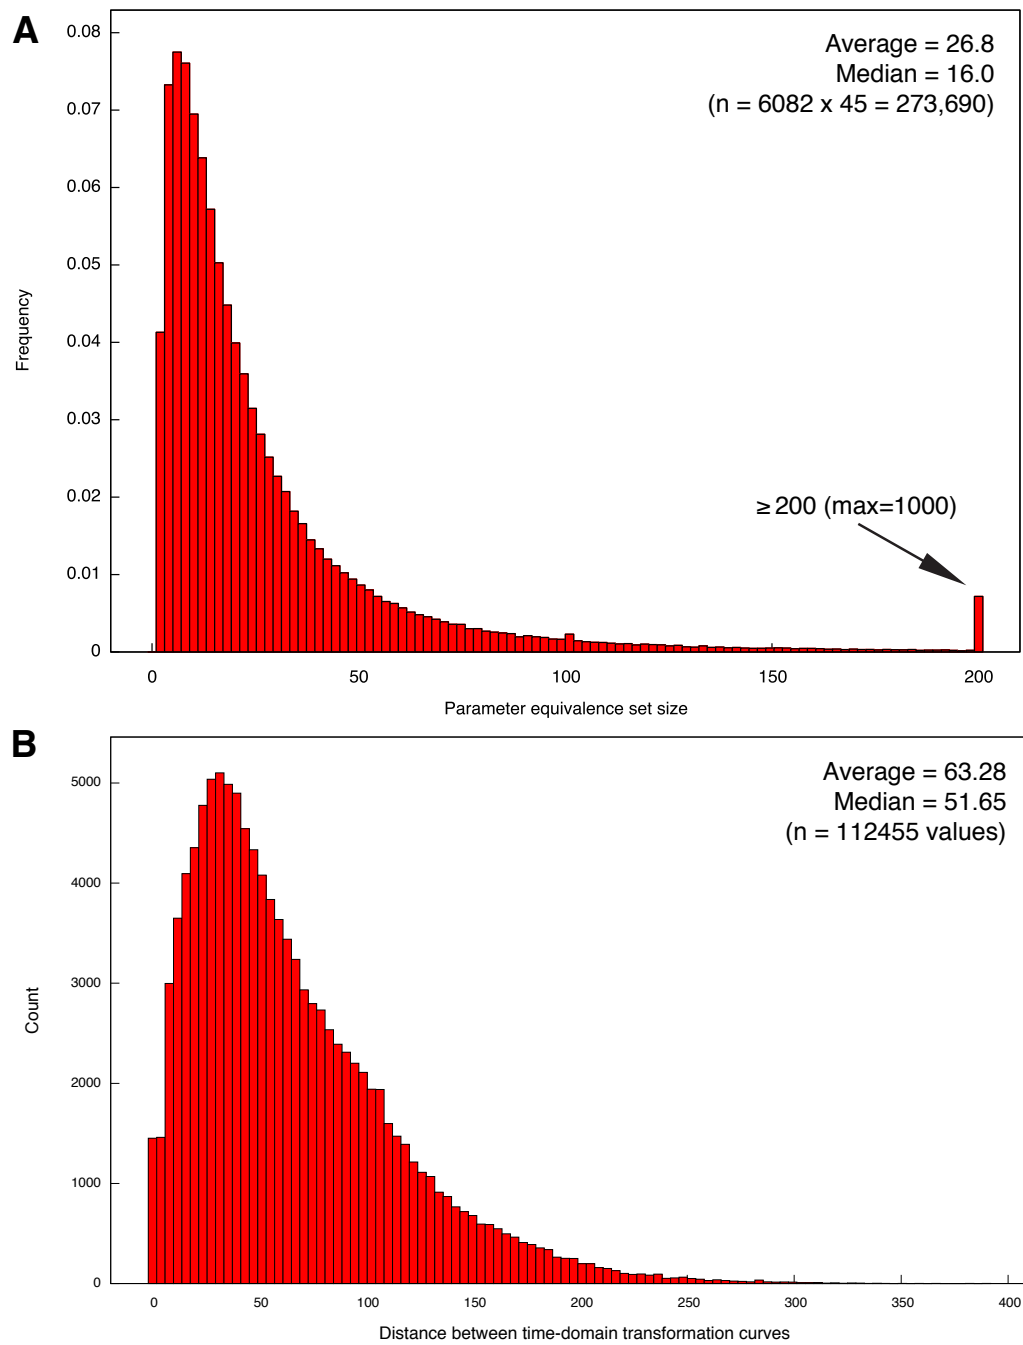 A
Average = 26.8
Median = 16.0
(n = 6082 x 45 = 273,690)
0.08
0.07
0.06
0.05
0.04
0.03
0.02
0.01
0
Frequency
≥ 200 (max=1000)
0 50 100 150 200
Parameter equivalence set size
B
Average = 63.28
Median = 51.65
(n = 112455 values)
5000
4000
3000
2000
1000
0
Count
0 50 100 150 200 250 300 350 400
Distance between time-domain transformation curves